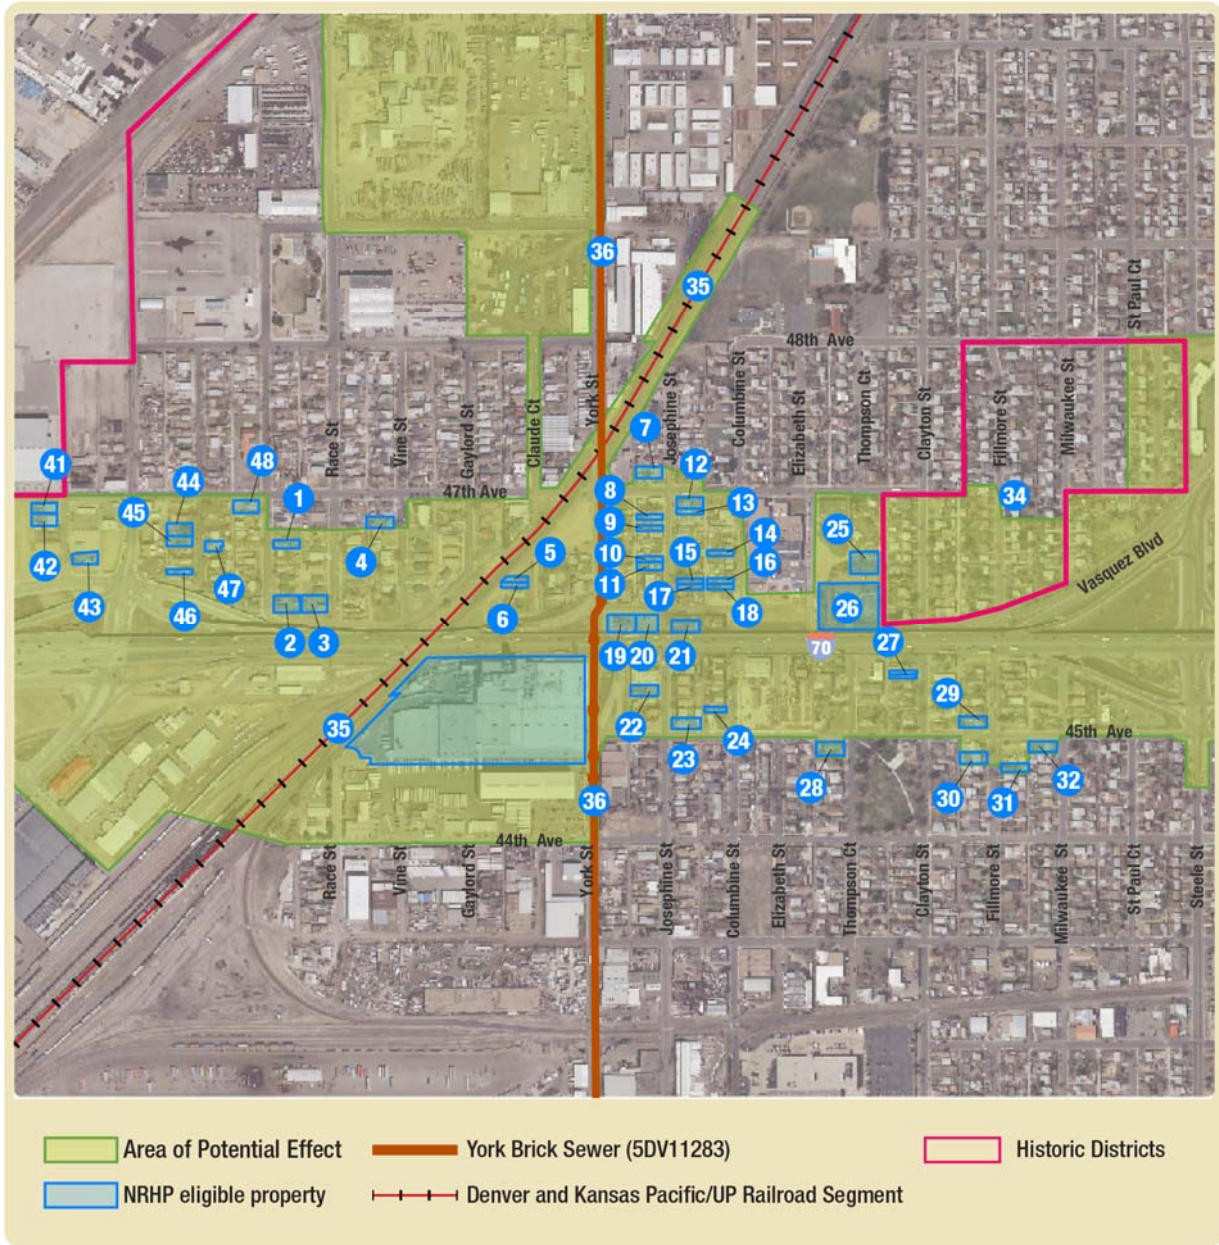 36
35
St Paul Ct
48th Ave
York St
Josephine St
Columbine St
Elizabeth St
Thompson Ct
Clayton St
Fillmore St
Milwaukee St
Race St
Vine St
Gaylord St
Claude Ct
7
41
44
48
1
47th Ave
8
12
34
45
4
9
13
25
42
43
47
46
5
10
15
14
16
Vasquez Blvd
11
17
18
6
26
2
3
19
20
21
70
27
35
22
29
45th Ave
23
24
28
30
31
32
36
44th Ave
Race St
Vine St
Gaylord St
York St
Josephine St
Columbine St
Elizabeth St
Thompson Ct
Clayton St
Fillmore St
Milwaukee St
St Paul Ct
Steele St
Area of Potential Effect
York Brick Sewer (5DV11283)
Historic Districts
NRHP eligible property
Denver and Kansas Pacific/UP Railroad Segment